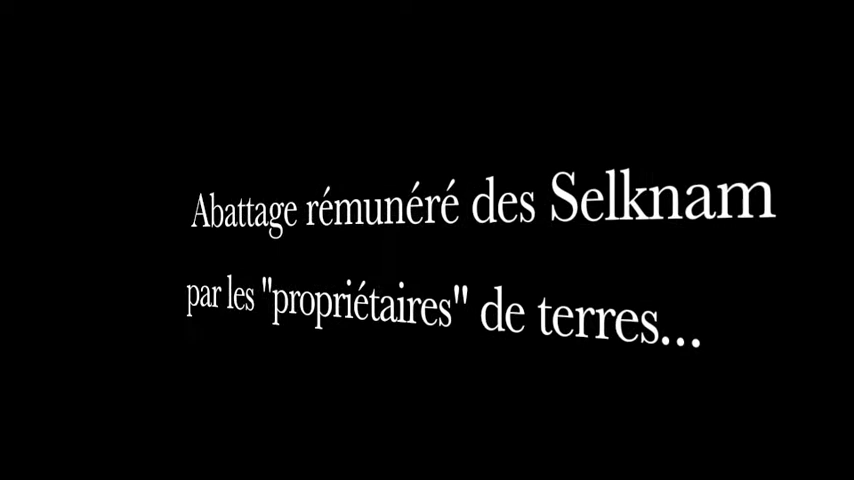 Abattage rémunéré des Selknam
par les "propriétaires" de terres...